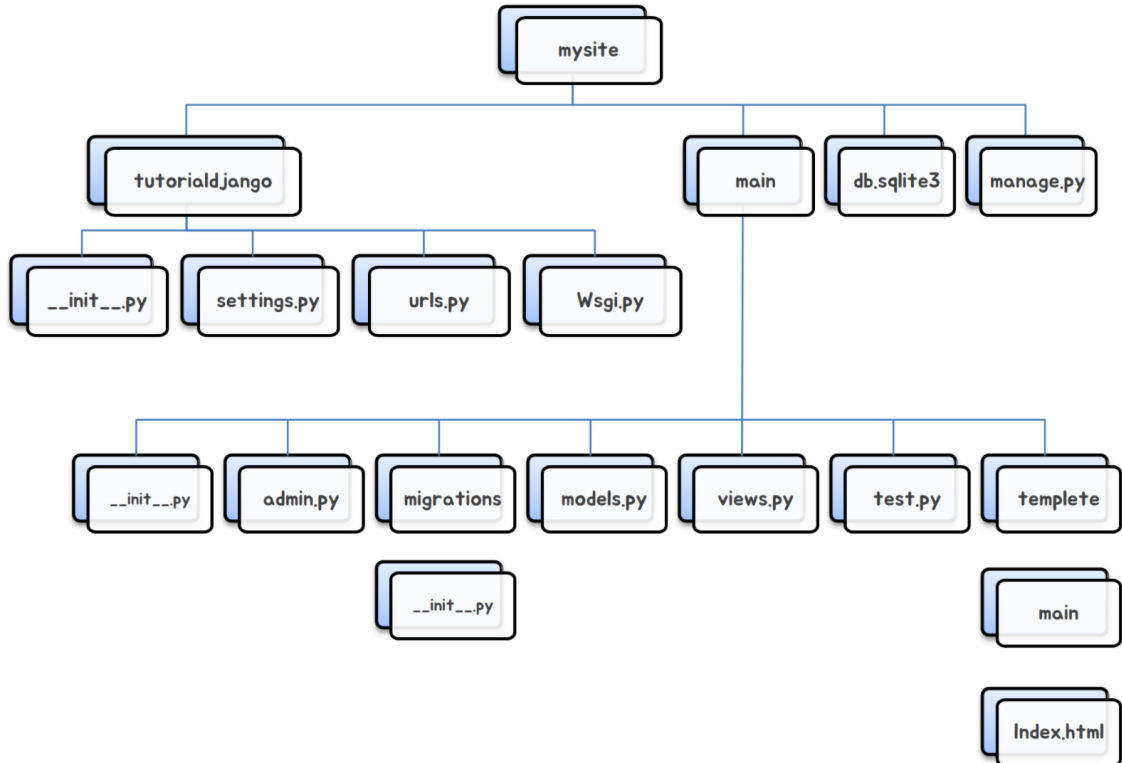 mysite
tutorialdjango
main
db.sqlite3
manage.py
__init__.py
settings.py
urls.py
Wsgi.py
__init__.py
admin.py
migrations
models.py
views.py
test.py
templete
__init__.py
main
Index.html